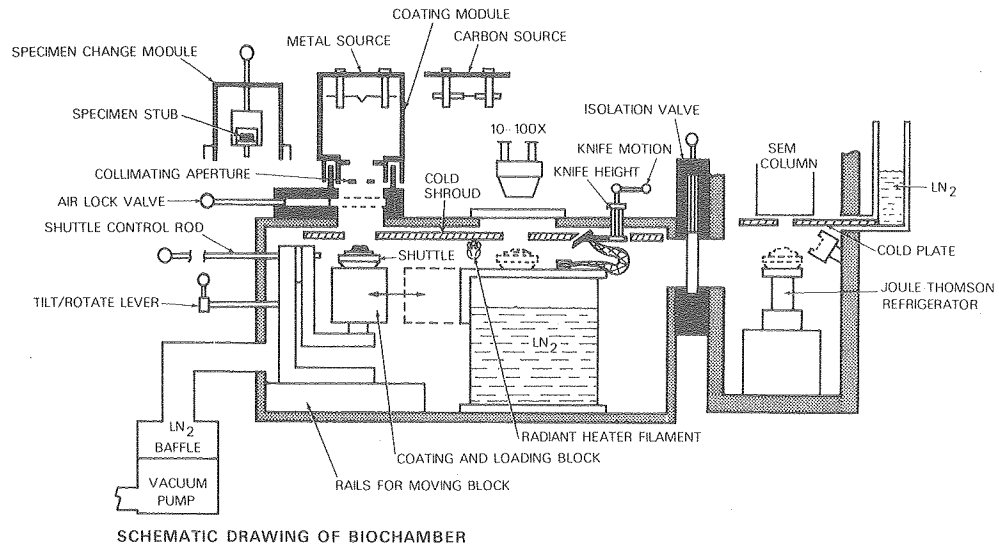 COATING MODULE
METAL SOURCE
CARBON SOURCE
SPECIMEN CHANGE MODULE
SPECIMEN STUB
ISOLATION VALVE
10-100X
KNIFE MOTION
SEM
COLUMN
KNIFE HEIGHT
COLLIMATING APERTURE
COLD
SHROUD
LN2
AIR LOCK VALVE
SHUTTLE CONTROL ROD
COLD PLATE
SHUTTLE
TILT/ROTATE LEVER
JOULE THOMSON
REFRIGERATOR
LN2
LN2
BAFFLE
RADIANT HEATER FILAMENT
COATING AND LOADING BLOCK
VACUUM
PUMP
RAILS FOR MOVING BLOCK
SCHEMATIC DRAWING OF BIOCHAMBER